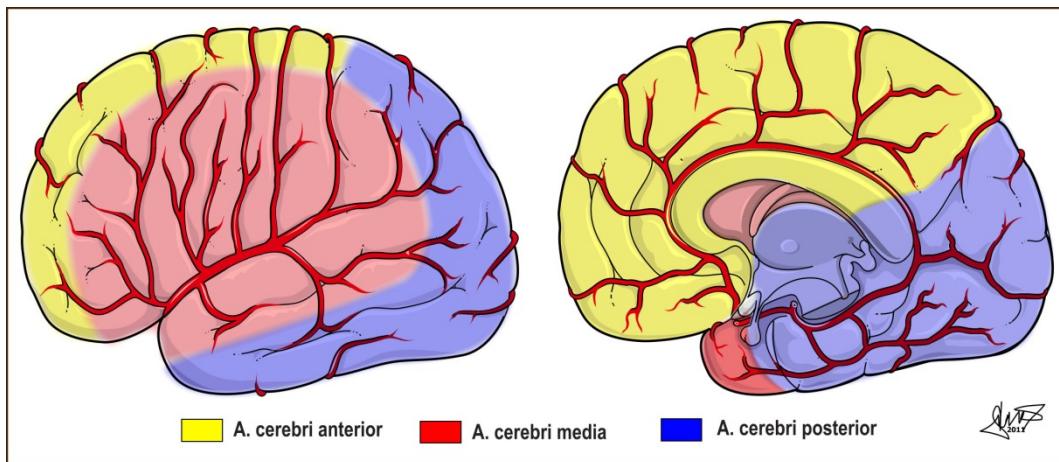 A. cerebri anterior
A. cerebri media
A. cerebri posterior
2011